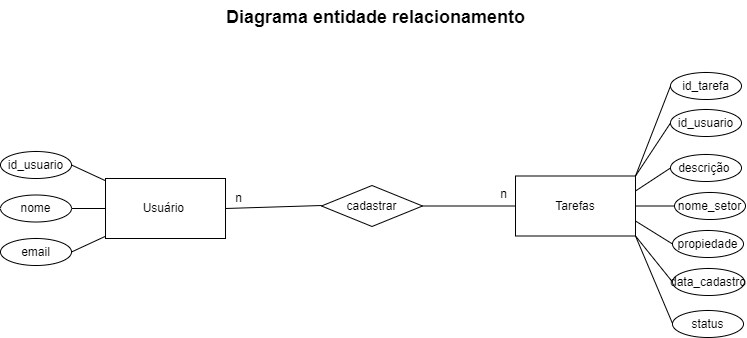 Diagrama entidade relacionamento
id_usuario
nome
email
Usuário
n
cadastrar
n
Tarefas
id_tarefa
id_usuario
descrição
nome_setor
propiedade
data_cadastro
status